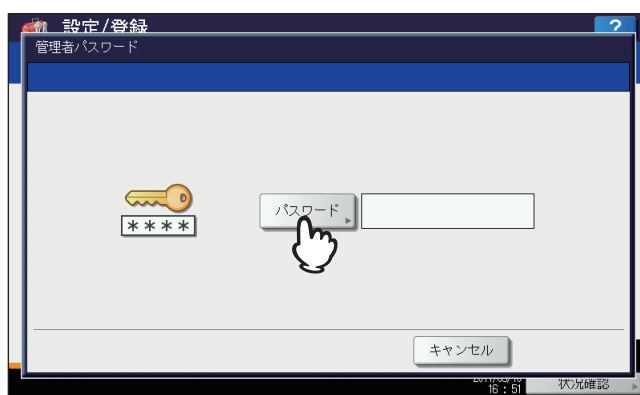 設定/登録
?
管理者パスワード
パスワード
****
キャンセル
16:51
状況確認